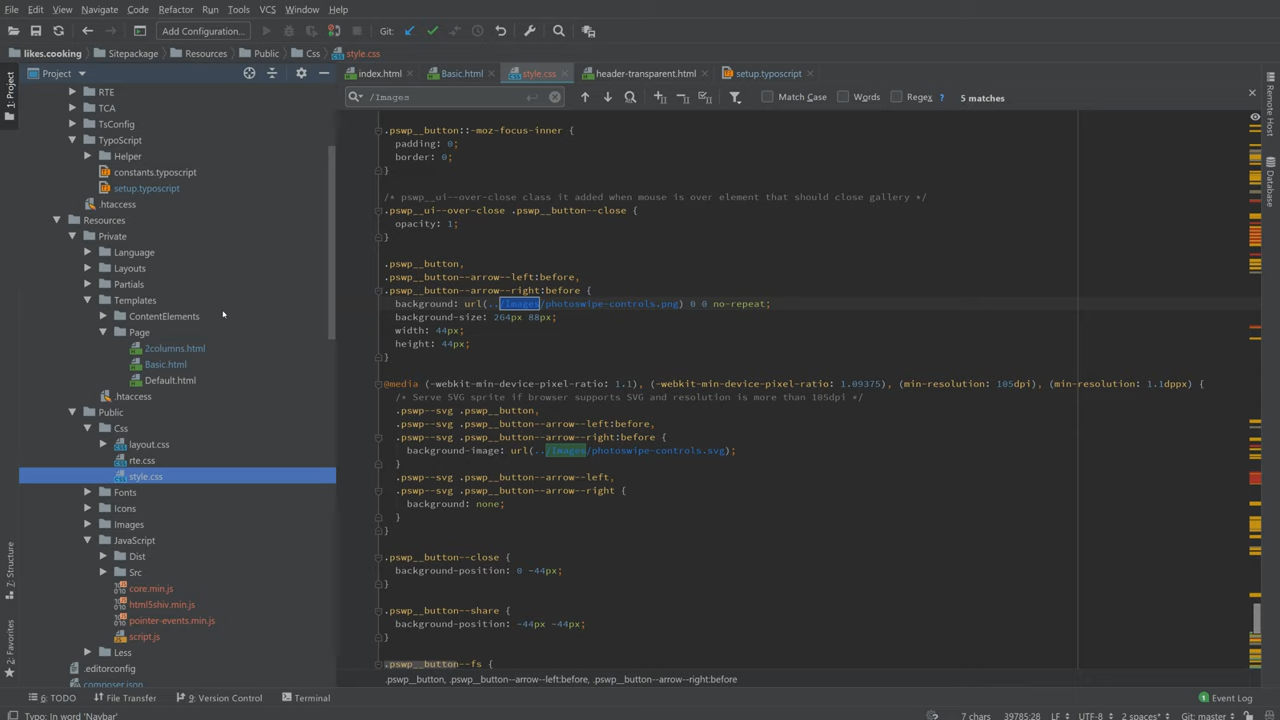 File Edit View Navigate Code Refactor Run Tools VCS Window Help
Add Configuration... Git:
likes.cooking Sitepackage Resources Public Css style.css
Project
index.html Basic.html style.css header-transparent.html setup.typoscript
/Images Match Case Words Regex ? 5 matches
1: Project
7: Structure
2: Favorites
RTE
TCA
TsConfig
TypoScript
Helper
constants.typoscript
setup.typoscript
.htaccess
Resources
Private
Language
Layouts
Partials
Templates
ContentElements
Page
2columns.html
Basic.html
Default.html
.htaccess
Public
Css
layout.css
rte.css
style.css
Fonts
Icons
Images
JavaScript
Dist
Src
core.min.js
html5shiv.min.js
pointer-events.min.js
script.js
Less
.editorconfig
composer.json
.pswp__button::-moz-focus-inner {
padding: 0;
border: 0;
}
/* pswp__ui--over-close class it added when mouse is over element that should close gallery */
.pswp__ui--over-close .pswp__button--close {
opacity: 1;
}
.pswp__button,
.pswp__button--arrow--left:before,
.pswp__button--arrow--right:before {
background: url(../Images/photoswipe-controls.png) 0 0 no-repeat;
background-size: 264px 88px;
width: 44px;
height: 44px;
}
@media (-webkit-min-device-pixel-ratio: 1.1), (-webkit-min-device-pixel-ratio: 1.09375), (min-resolution: 105dpi), (min-resolution: 1.1dppx) {
/* Serve SVG sprite if browser supports SVG and resolution is more than 105dpi */
.pswp--svg .pswp__button,
.pswp--svg .pswp__button--arrow--left:before,
.pswp--svg .pswp__button--arrow--right:before {
background-image: url(../Images/photoswipe-controls.svg);
}
.pswp--svg .pswp__button--arrow--left,
.pswp--svg .pswp__button--arrow--right {
background: none;
}
}
.pswp__button--close {
background-position: 0 -44px;
}
.pswp__button--share {
background-position: -44px -44px;
}
.pswp__button--fs {
.pswp__button, .pswp__button--arrow--left:before, .pswp__button--arrow--right:before
Remote Host
Database
6: TODO File Transfer 9: Version Control Terminal Event Log
Typo: In word 'Navbar' 7 chars 39785:28 LF UTF-8 2 spaces* Git: master